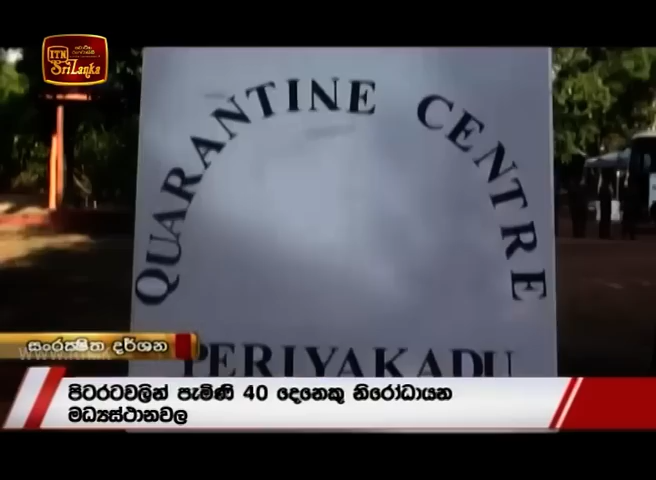 ITN
Sri Lanka
QUARANTINE CENTRE
PERIYAKADU
සංරක්ෂිත දර්ශන
පිටරටවලින් පැමිණි 40 දෙනෙකු නිරෝධායන
මධ්‍යස්ථානවල